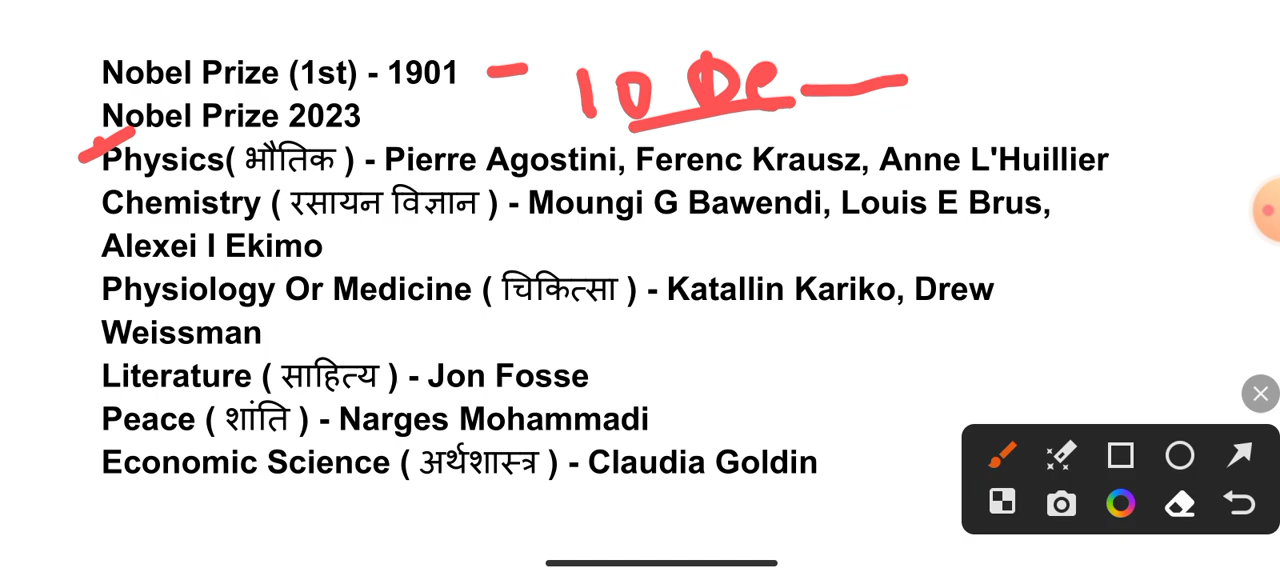 Nobel Prize (1st) - 1901 - 10 De
Nobel Prize 2023
Physics( भौतिक ) - Pierre Agostini, Ferenc Krausz, Anne L'Huillier
Chemistry ( रसायन विज्ञान ) - Moungi G Bawendi, Louis E Brus,
Alexei I Ekimo
Physiology Or Medicine ( चिकित्सा ) - Katallin Kariko, Drew
Weissman
Literature ( साहित्य ) - Jon Fosse
Peace ( शांति ) - Narges Mohammadi
Economic Science ( अर्थशास्त्र ) - Claudia Goldin